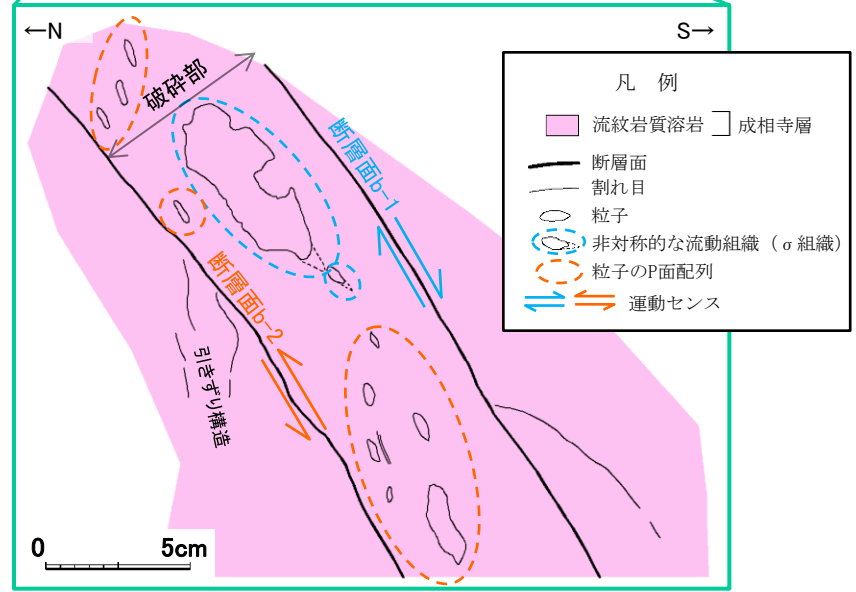 ←N
S→
破砕部
断層面b-1
断層面b-2
引きずり構造
0 5cm
凡 例
流紋岩質溶岩 成相寺層
断層面
割れ目
粒子
非対称的な流動組織（σ組織）
粒子のP面配列
運動センス